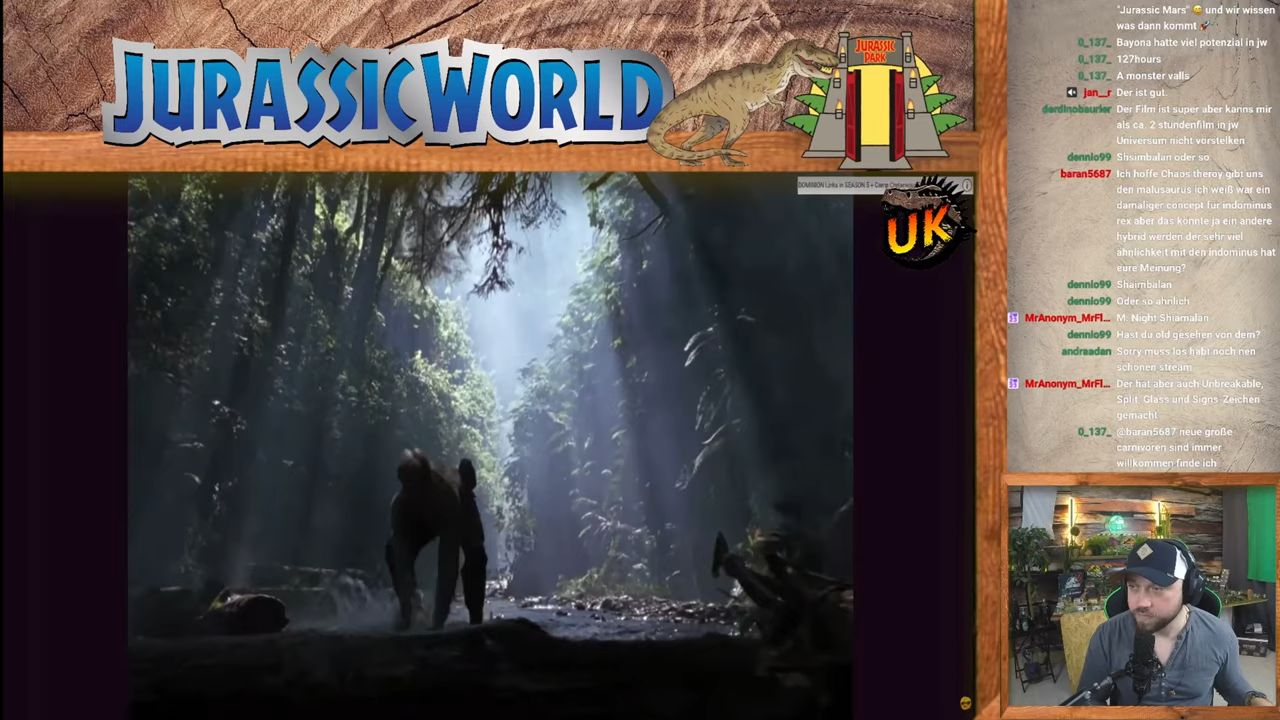 JURASSIC WORLD
JURASSIC
PARK
UK
"Jurassic Mars" 😅 und wir wissen
was dann kommt 🚀
0_137_ Bayona hatte viel potenzial in jw
0_137_ 127hours
0_137_ A monster valls
jan__r Der ist gut.
derdinobaurier Der Film ist super aber kanns mir
als ca. 2 stundenfilm in jw
Universum nicht vorstelken
dennio99 Shsimbalan oder so
baran5687 Ich hoffe Chaos theroy gibt uns
den malusaurus ich weiß war ein
damaliger concept fur indominus
rex aber das könnte ja ein andere
hybrid werden der sehr viel
ähnlichkeit mit den indominus hat
eure Meinung?
dennio99 Shaimbalan
dennio99 Oder so ähnlich
MrAnonym_MrFl... M. Night Shiamalan
dennio99 Hast du old gesehen von dem?
andraadan Sorry muss los habt noch nen
schönen stream
MrAnonym_MrFl... Der hat aber auch Unbreakable,
Split, Glass und Signs-Zeichen
gemacht
0_137_ @baran5687 neue große
carnivoren sind immer
willkommen finde ich